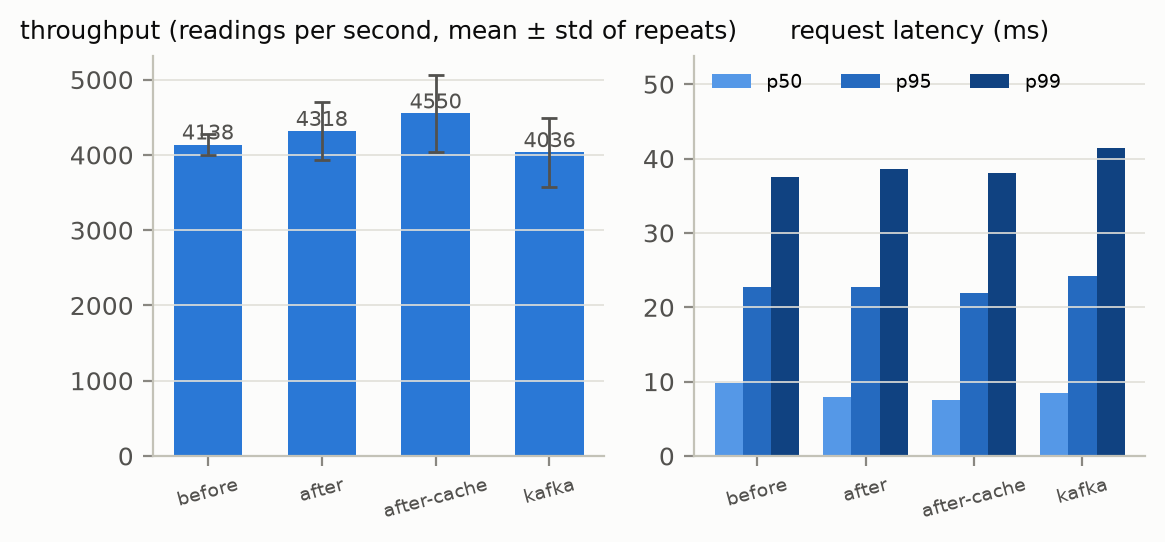 throughput (readings per second, mean ± std of repeats)
5000
4000
3000
2000
1000
0
4138
4318
4550
4036
before
after
after-cache
kafka
request latency (ms)
p50
p95
p99
50
40
30
20
10
0
before
after
after-cache
kafka